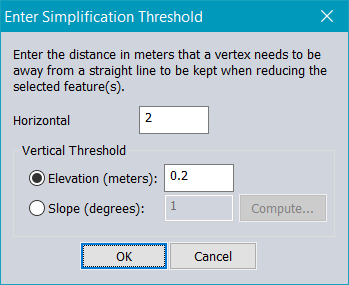 Enter Simplification Threshold
Enter the distance in meters that a vertex needs to be
away from a straight line to be kept when reducing the
selected feature(s).
Horizontal 2
Vertical Threshold
Elevation (meters): 0.2
Slope (degrees): 1 Compute...
OK Cancel